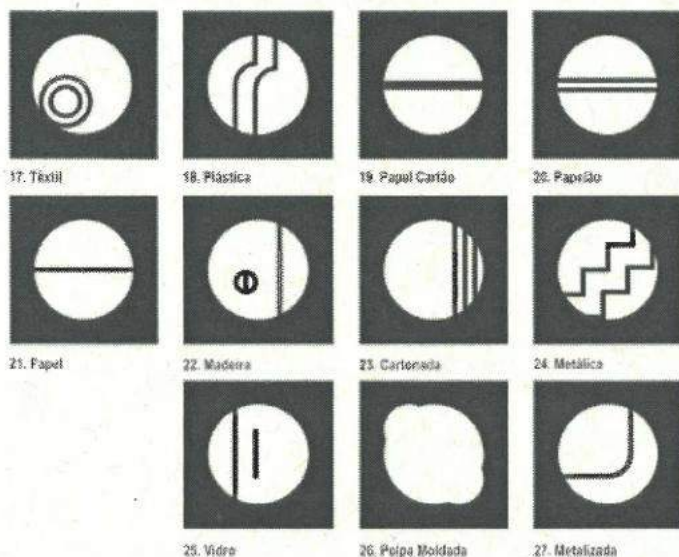 17. Têxtil
18. Plástica
19. Papel Cartão
20. Papelão
21. Papel
22. Madeira
23. Cartonada
24. Metálica
25. Vidro
26. Polpa Moldada
27. Metalizada